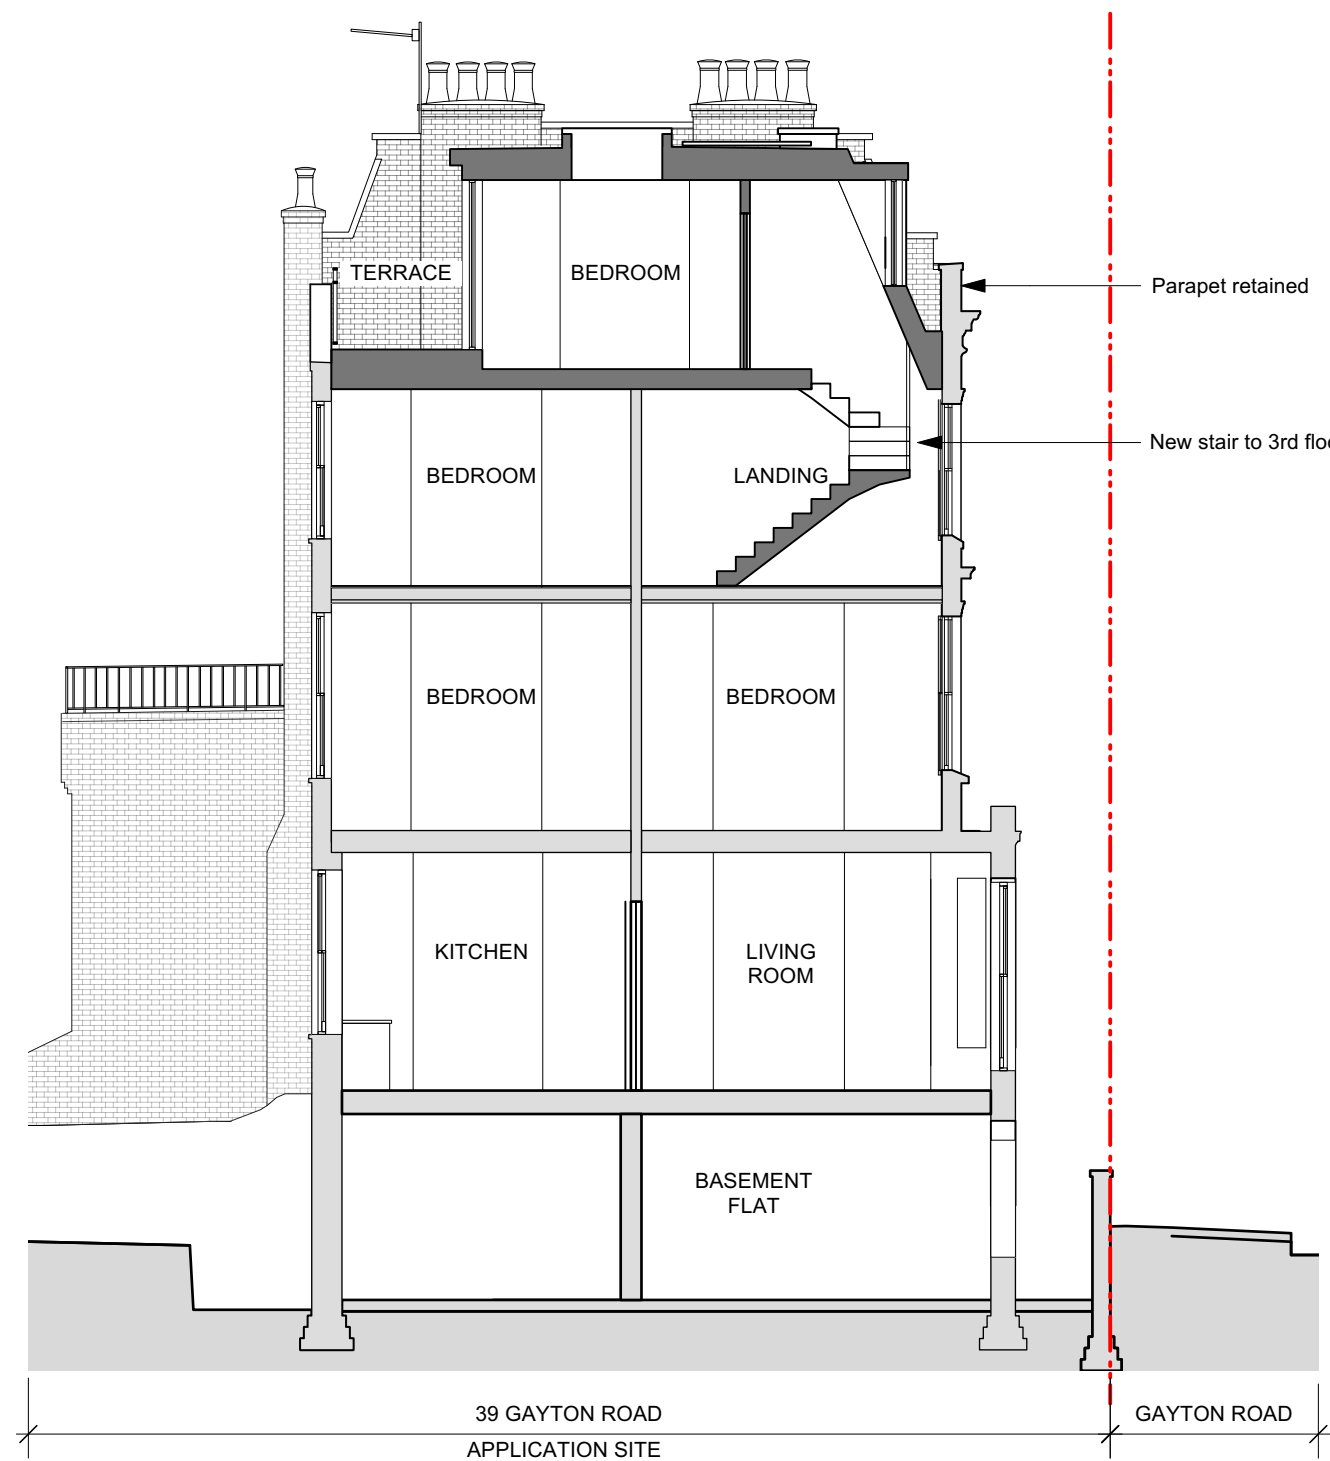 TERRACE
BEDROOM
Parapet retained
New stair to 3rd
BEDROOM
LANDING
BEDROOM
BEDROOM
KITCHEN
LIVING
ROOM
BASEMENT
FLAT
39 GAYTON ROAD
GAYTON ROAD
APPLICATION SITE